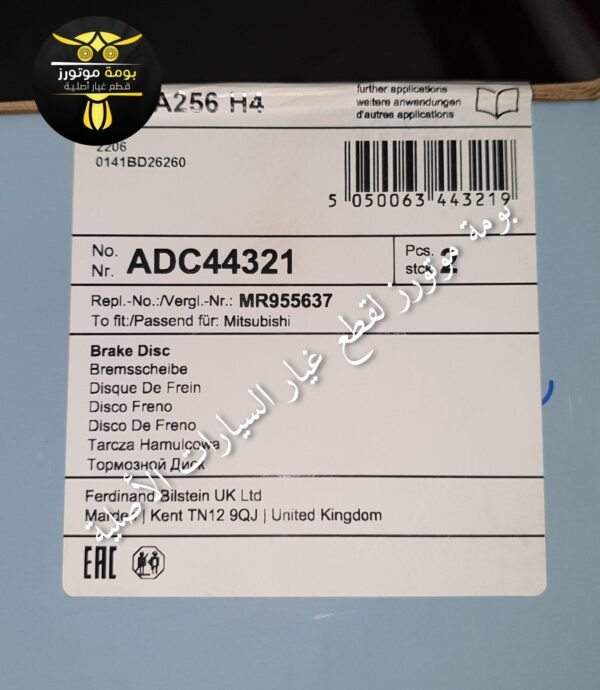 بومة موتورز
قطع غيار أصلية
A256 H4
further applications
weitere anwendungen
d'autres applications
2206
0141BD26260
5 050063 443219
No.
Nr. ADC44321
Pcs.
stck 2
Repl.-No.:/Vergl.-Nr.: MR955637
To fit:/Passend für: Mitsubishi
Brake Disc
Bremsscheibe
Disque De Frein
Disco Freno
Disco De Freno
Tarcza Hamulcowa
Тормозной Диск
Ferdinand Bilstein UK Ltd
Marden | Kent TN12 9QJ | United Kingdom
EAC
بومة موتورز لقطع غيار السيارات الأصلية